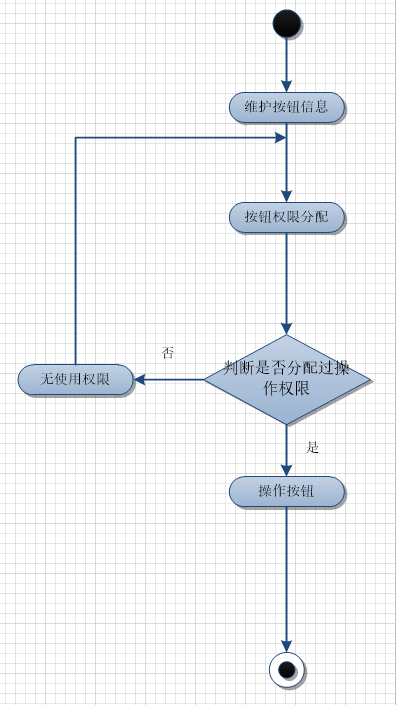 维护按钮信息
按钮权限分配
判断是否分配过操
作权限
否
无使用权限
是
操作按钮